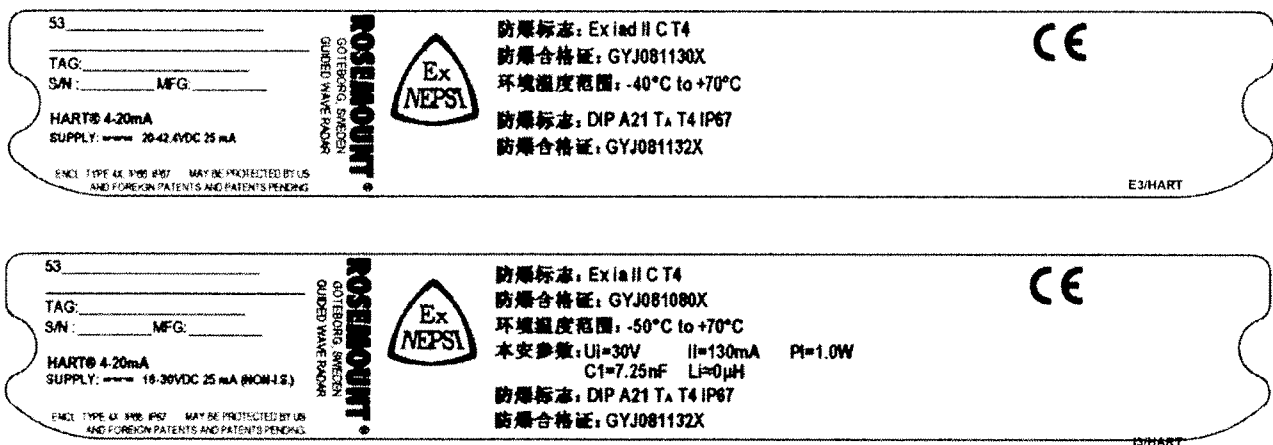 53
TAG:
S/N : MFG:
HART® 4-20mA
SUPPLY: 20-42.4VDC 25 mA
ENCL. TYPE 4X, IP66, IP67 MAY BE PROTECTED BY US
AND FOREIGN PATENTS AND PATENTS PENDING.
ROSEMOUNT®
GOTEBORG, SWEDEN
GUIDED WAVE RADAR
Ex
NEPSI
防爆标志: Ex iad II C T4
防爆合格证: GYJ081130X
环境温度范围: -40°C to +70°C
防爆标志: DIP A21 TA T4 IP67
防爆合格证: GYJ081132X
CE
E3/HART
53
TAG:
S/N : MFG:
HART® 4-20mA
SUPPLY: 16-30VDC 25 mA (NON-I.S.)
ENCL. TYPE 4X, IP66, IP67 MAY BE PROTECTED BY US
AND FOREIGN PATENTS AND PATENTS PENDING.
ROSEMOUNT®
GOTEBORG, SWEDEN
GUIDED WAVE RADAR
Ex
NEPSI
防爆标志: Ex ia II C T4
防爆合格证: GYJ081080X
环境温度范围: -50°C to +70°C
本安参数: Ui=30V Ii=130mA Pi=1.0W
C1=7.25nF Li≈0μH
防爆标志: DIP A21 TA T4 IP67
防爆合格证: GYJ081132X
CE
I3/HART